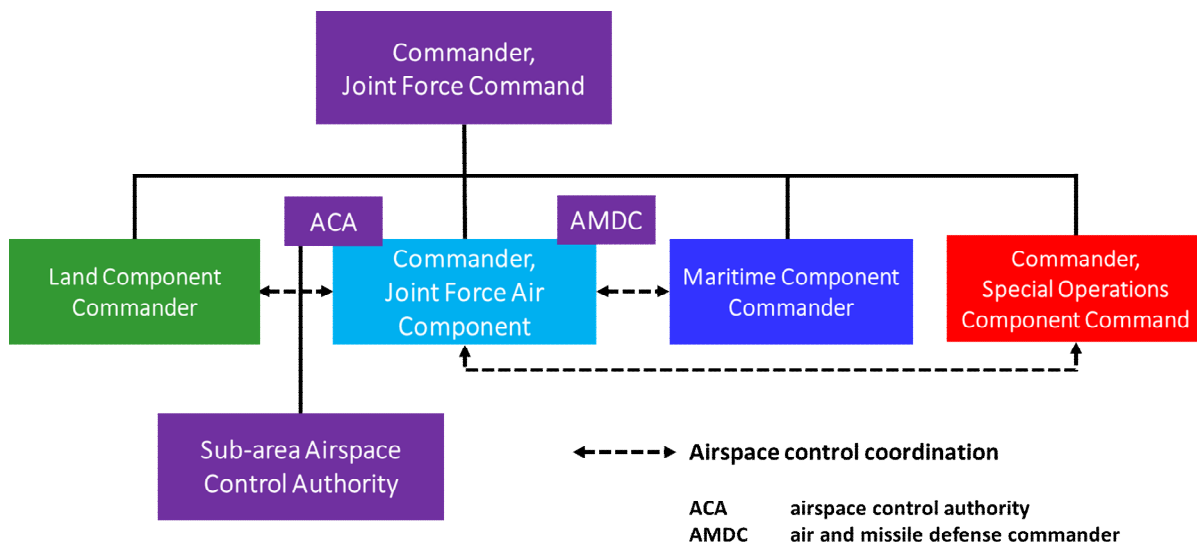 Commander,
Joint Force Command
ACA
AMDC
Land Component
Commander
Commander,
Joint Force Air
Component
Maritime Component
Commander
Commander,
Special Operations
Component Command
Sub-area Airspace
Control Authority
Airspace control coordination
ACA airspace control authority
AMDC air and missile defense commander